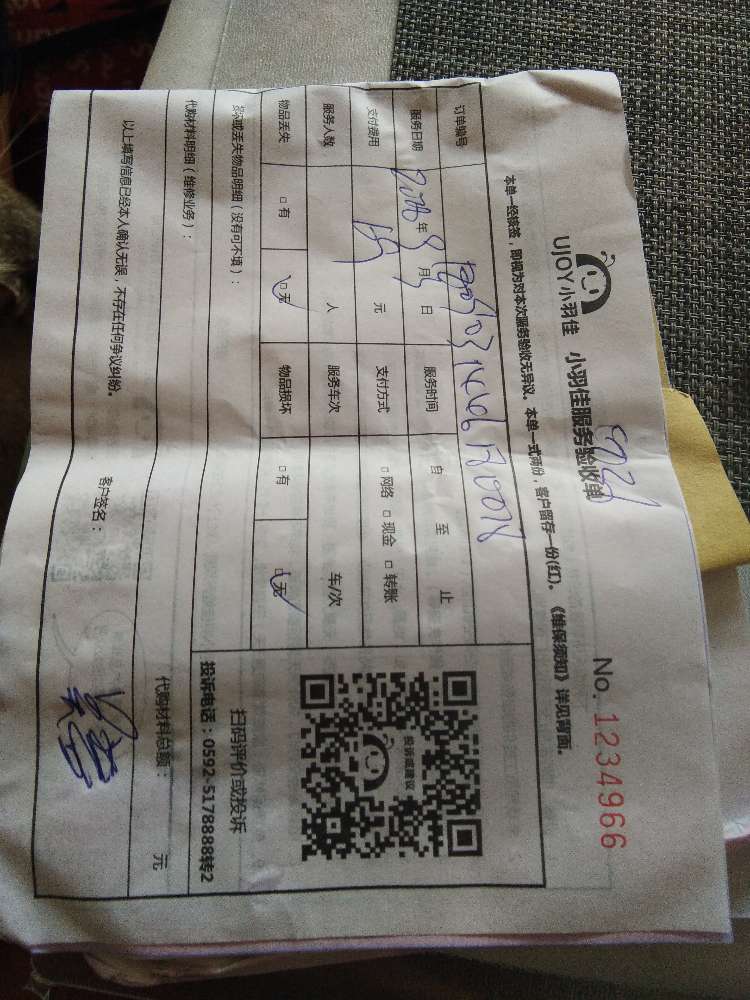 UJOY小羽佳 小羽佳服务验收单
No. 1234966
本单一经接洽，即视为对本次服务验收无异议。本单一式两份，客户留存一份(红)。《维保须知》详见背面。
订单编号
服务日期 年 月 日 服务时间 自 至 止
支付费用 元 支付方式 □网络 □现金 □转账
服务人数 人 服务车次 车/次
物品丢失 □有 □无 物品损坏 □有 □无
投诉或建议
扫码评价或投诉
投诉电话：0592-5178888转2
损坏或丢失物品明细（没有可不填）：
代购材料明细（维修业务）：
代购材料总额： 元
以上填写信息已经本人确认无误，不存在任何争议纠纷。
客户签名：